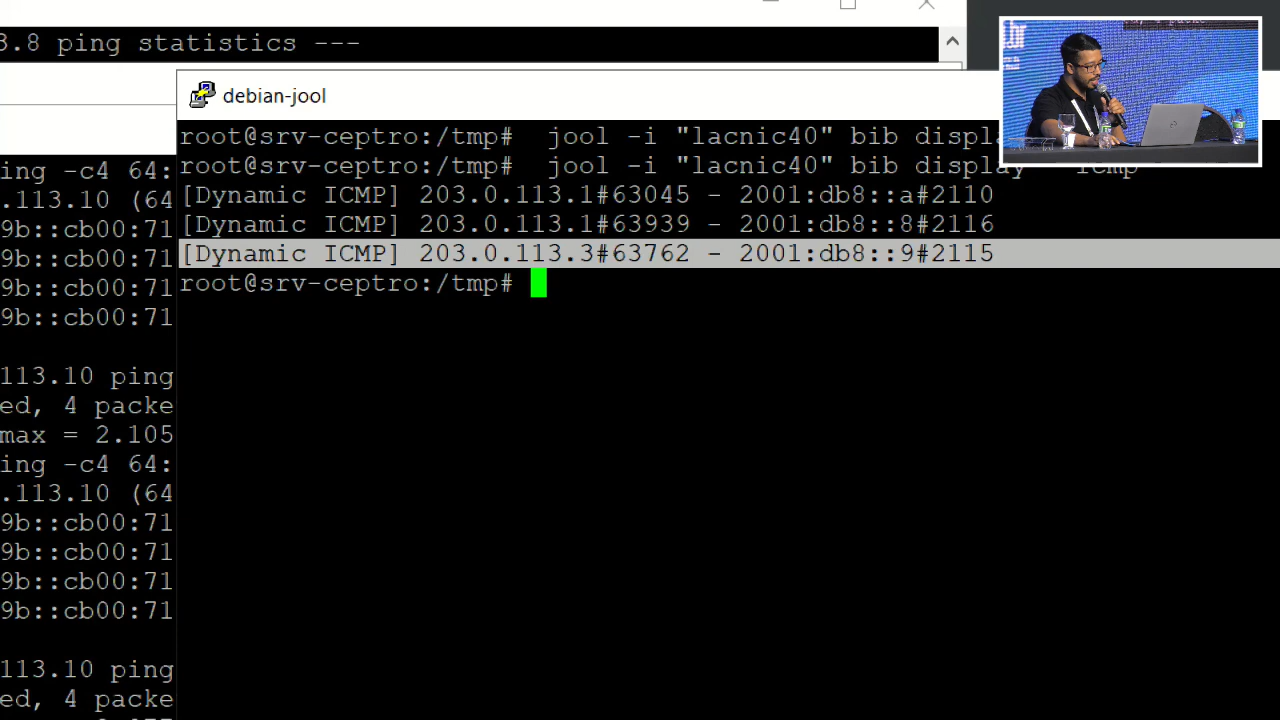 3.8 ping statistics ---
debian-jool
root@srv-ceptro:/tmp#  jool -i "lacnic40" bib display
root@srv-ceptro:/tmp#  jool -i "lacnic40" bib display --icmp
[Dynamic ICMP] 203.0.113.1#63045 - 2001:db8::a#2110
[Dynamic ICMP] 203.0.113.1#63939 - 2001:db8::8#2116
[Dynamic ICMP] 203.0.113.3#63762 - 2001:db8::9#2115
root@srv-ceptro:/tmp#
ing -c4 64:
.113.10 (64
9b::cb00:71
9b::cb00:71
9b::cb00:71
9b::cb00:71
113.10 ping
ed, 4 packe
max = 2.105
ing -c4 64:
.113.10 (64
9b::cb00:71
9b::cb00:71
9b::cb00:71
9b::cb00:71
113.10 ping
ed, 4 packe
.br